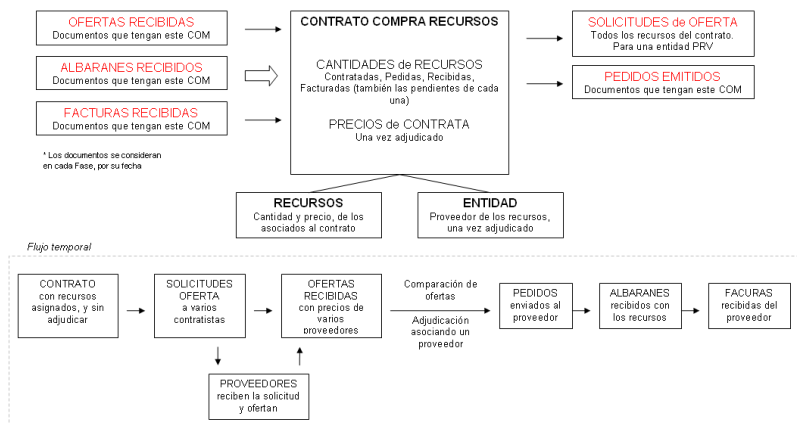 OFERTAS RECIBIDAS
Documentos que tengan este COM
ALBARANES RECIBIDOS
Documentos que tengan este COM
FACTURAS RECIBIDAS
Documentos que tengan este COM
* Los documentos se consideran
en cada Fase, por su fecha
CONTRATO COMPRA RECURSOS
CANTIDADES de RECURSOS
Contratadas, Pedidas, Recibidas,
Facturadas (también las pendientes de cada
una)
PRECIOS de CONTRATA
Una vez adjudicado
SOLICITUDES de OFERTA
Todos los recursos del contrato.
Para una entidad PRV
PEDIDOS EMITIDOS
Documentos que tengan este COM
RECURSOS
Cantidad y precio, de los
asociados al contrato
ENTIDAD
Proveedor de los recursos,
una vez adjudicado
Flujo temporal
CONTRATO
con recursos
asignados, y sin
adjudicar
SOLICITUDES
OFERTA
a varios
contratistas
OFERTAS
RECIBIDAS
con precios de
varios
proveedores
Comparación de
ofertas
Adjudicación
asociando un
proveedor
PEDIDOS
enviados al
proveedor
ALBARANES
recibidos con
los recursos
FACURAS
recibidas del
proveedor
PROVEEDORES
reciben la solicitud
y ofertan